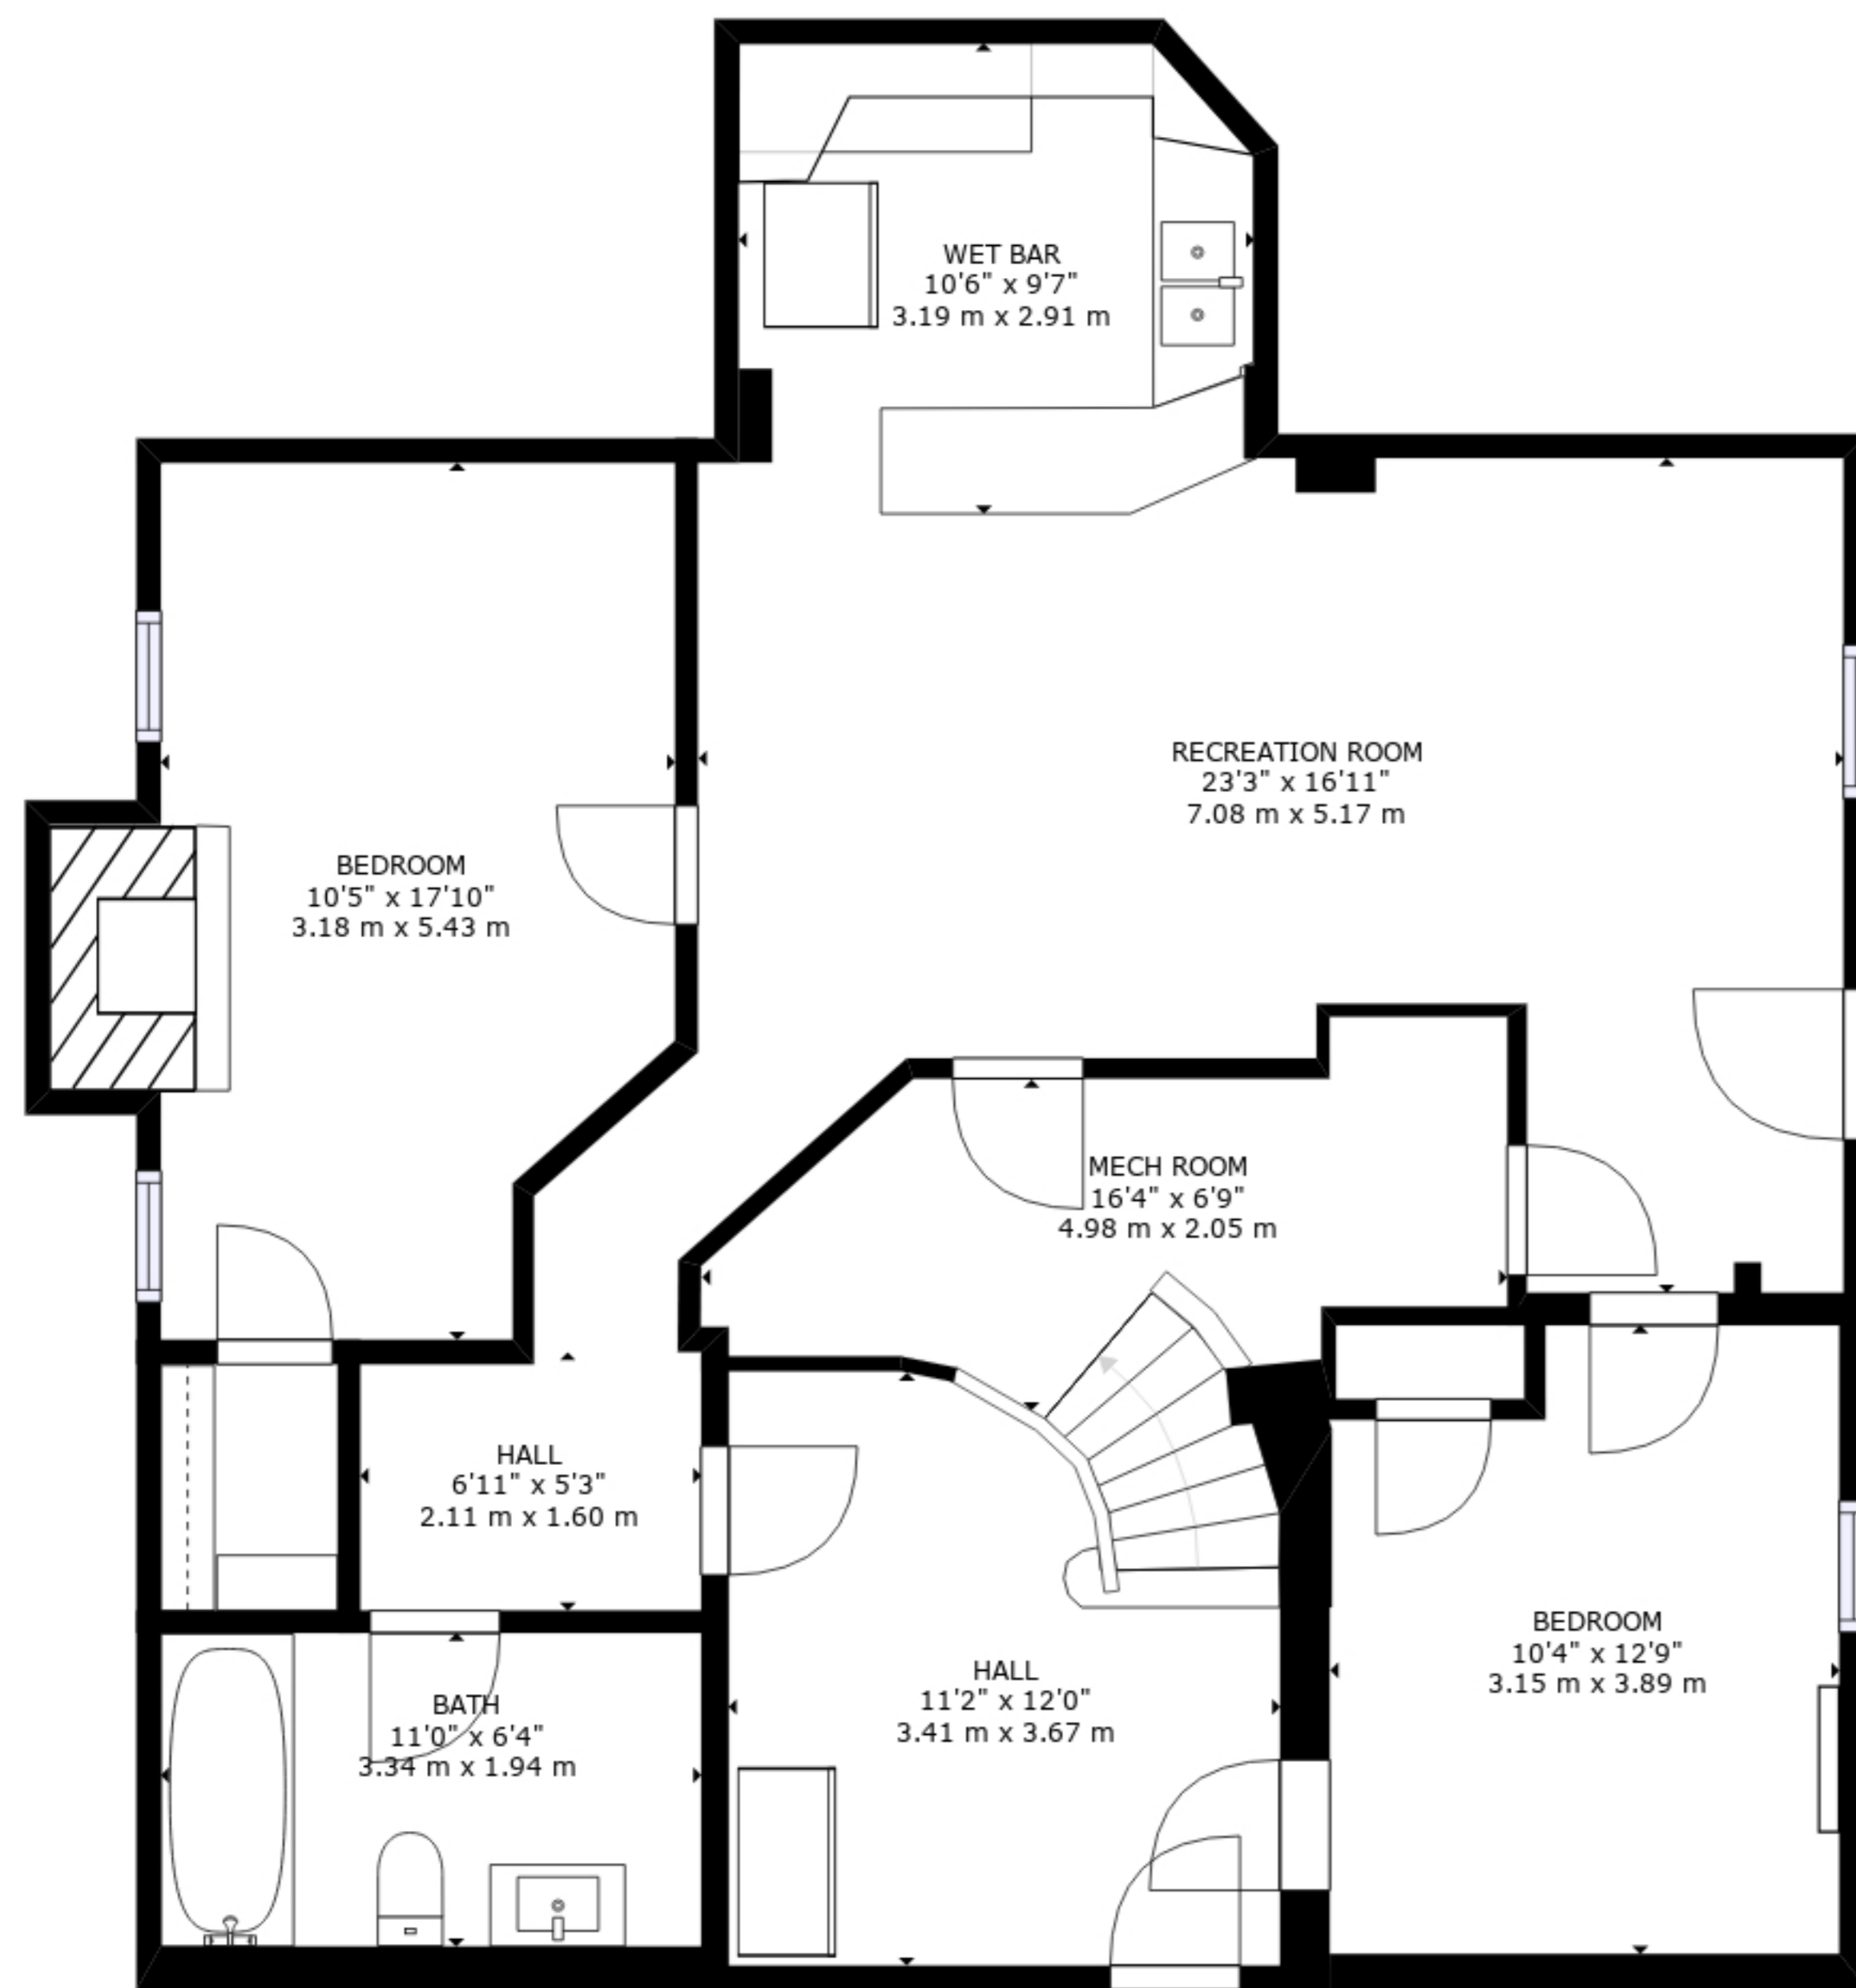 WET BAR
10'6" x 9'7"
3.19 m x 2.91 m
RECREATION ROOM
23'3" x 16'11"
7.08 m x 5.17 m
BEDROOM
10'5" x 17'10"
3.18 m x 5.43 m
MECH ROOM
16'4" x 6'9"
4.98 m x 2.05 m
HALL
6'11" x 5'3"
2.11 m x 1.60 m
BEDROOM
10'4" x 12'9"
3.15 m x 3.89 m
HALL
11'2" x 12'0"
3.41 m x 3.67 m
BATH
11'0" x 6'4"
3.34 m x 1.94 m